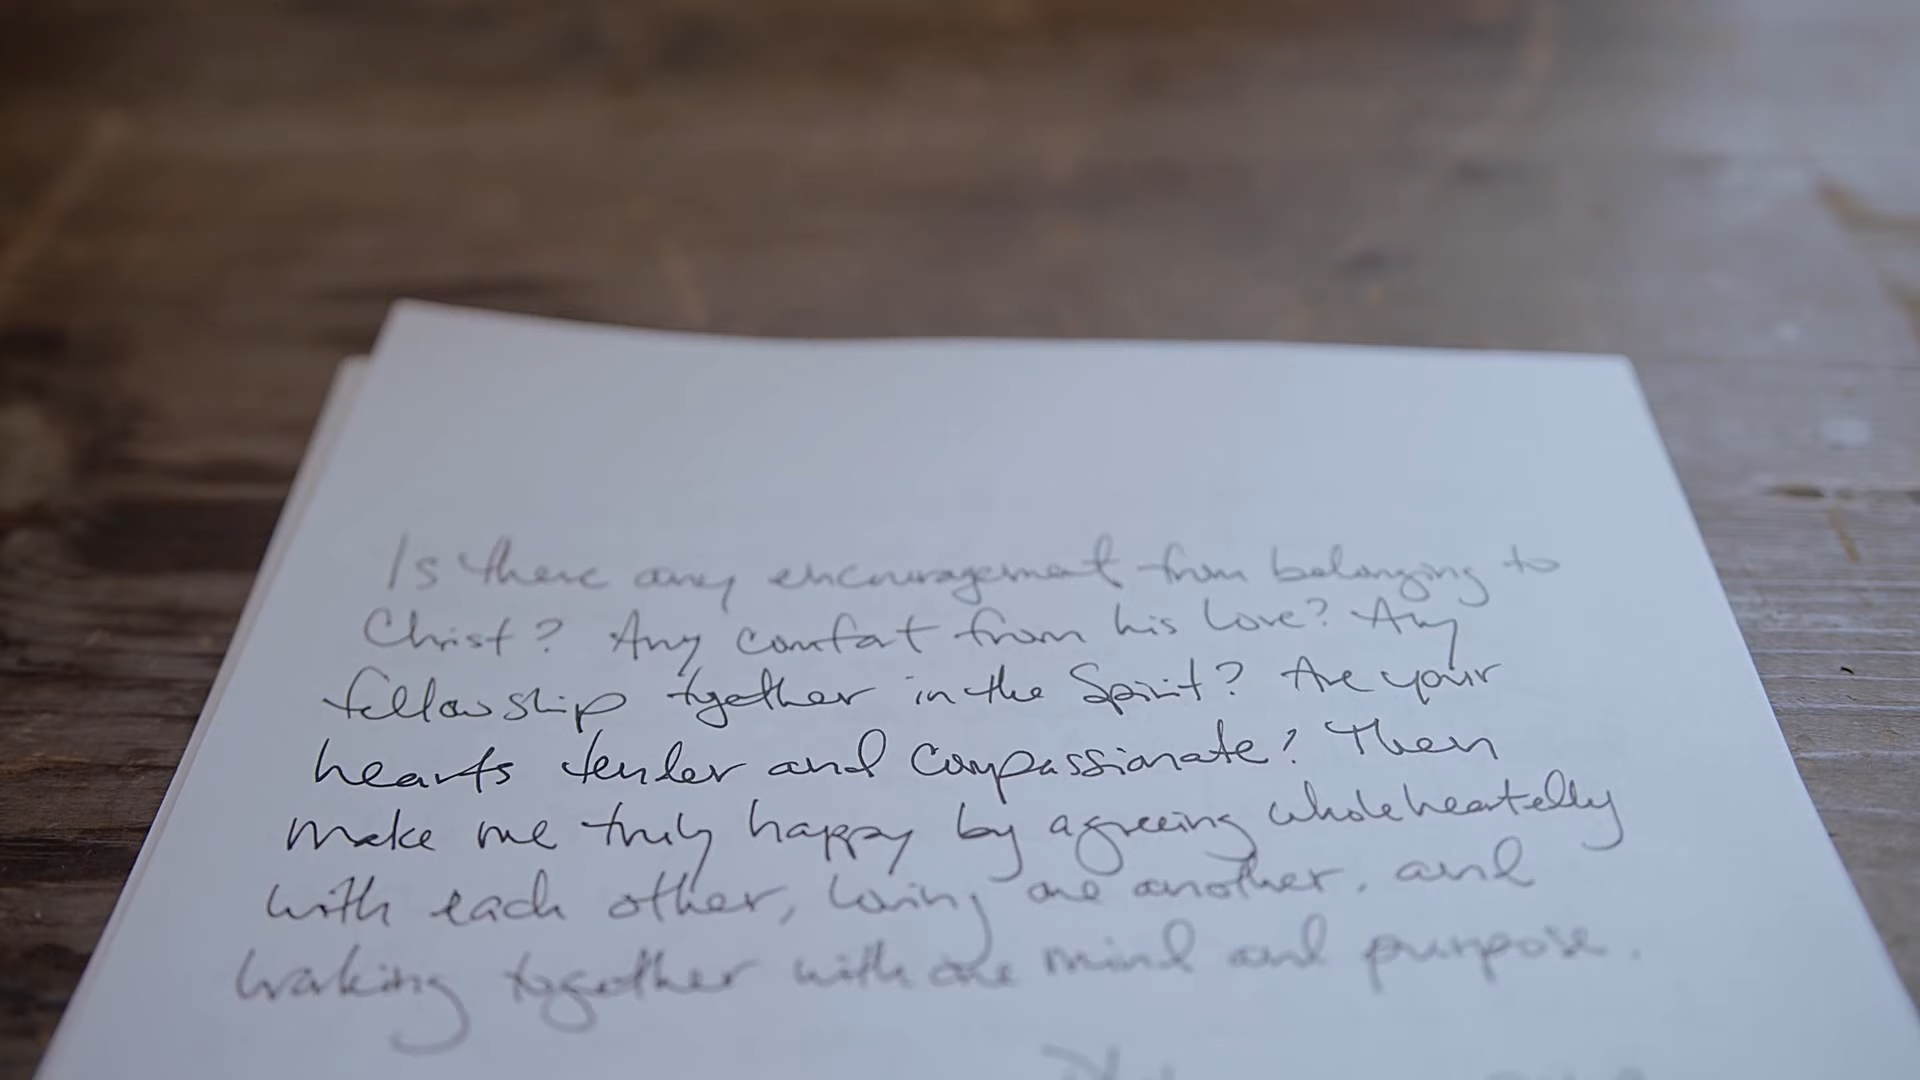 Is there any encouragement from belonging to
Christ? Any comfort from his love? Any
fellowship together in the Spirit? Are your
hearts tender and compassionate? Then
make me truly happy by agreeing wholeheartedly
with each other, loving one another, and
working together with one mind and purpose.